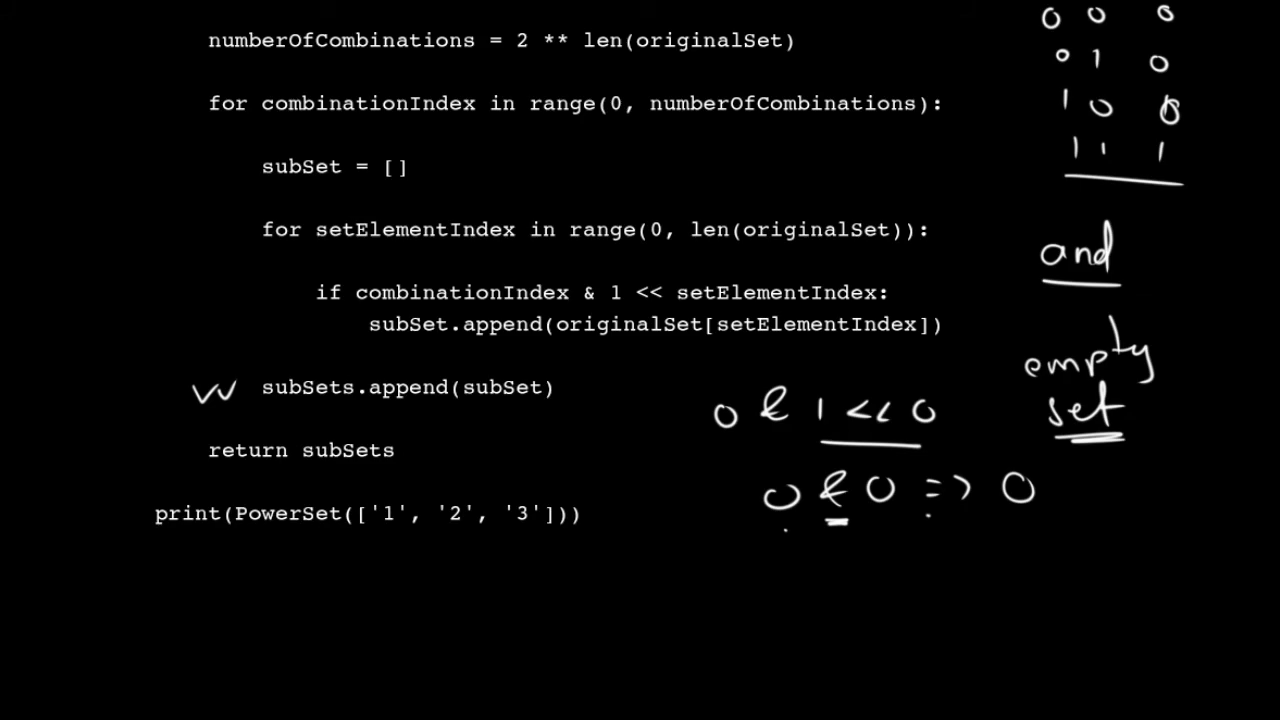 numberOfCombinations = 2 ** len(originalSet)
for combinationIndex in range(0, numberOfCombinations):
subSet = []
for setElementIndex in range(0, len(originalSet)):
if combinationIndex & 1 << setElementIndex:
subSet.append(originalSet[setElementIndex])
subSets.append(subSet)
return subSets
print(PowerSet(['1', '2', '3']))
0 0 0
0 1 0
1 0 0
1 1 1
and
empty
set
0 & 1 << 0
0 & 0 => 0